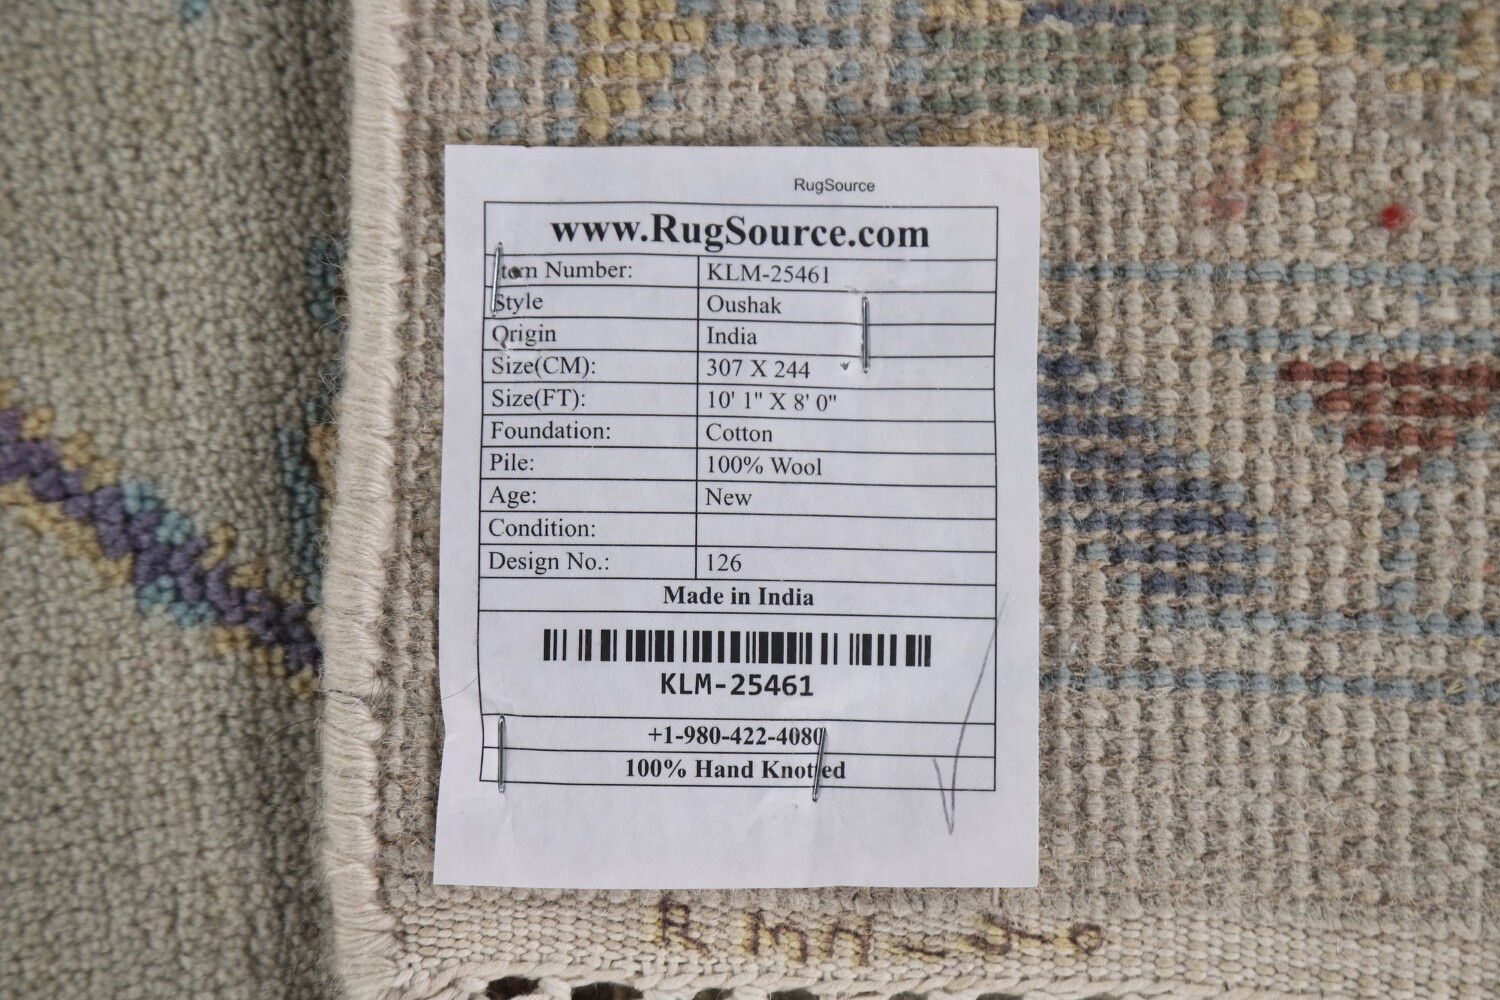 RugSource
www.RugSource.com
Item Number: KLM-25461
Style Oushak
Origin India
Size(CM): 307 X 244
Size(FT): 10' 1" X 8' 0"
Foundation: Cotton
Pile: 100% Wool
Age: New
Condition:
Design No.: 126
Made in India
KLM-25461
+1-980-422-4080
100% Hand Knotted